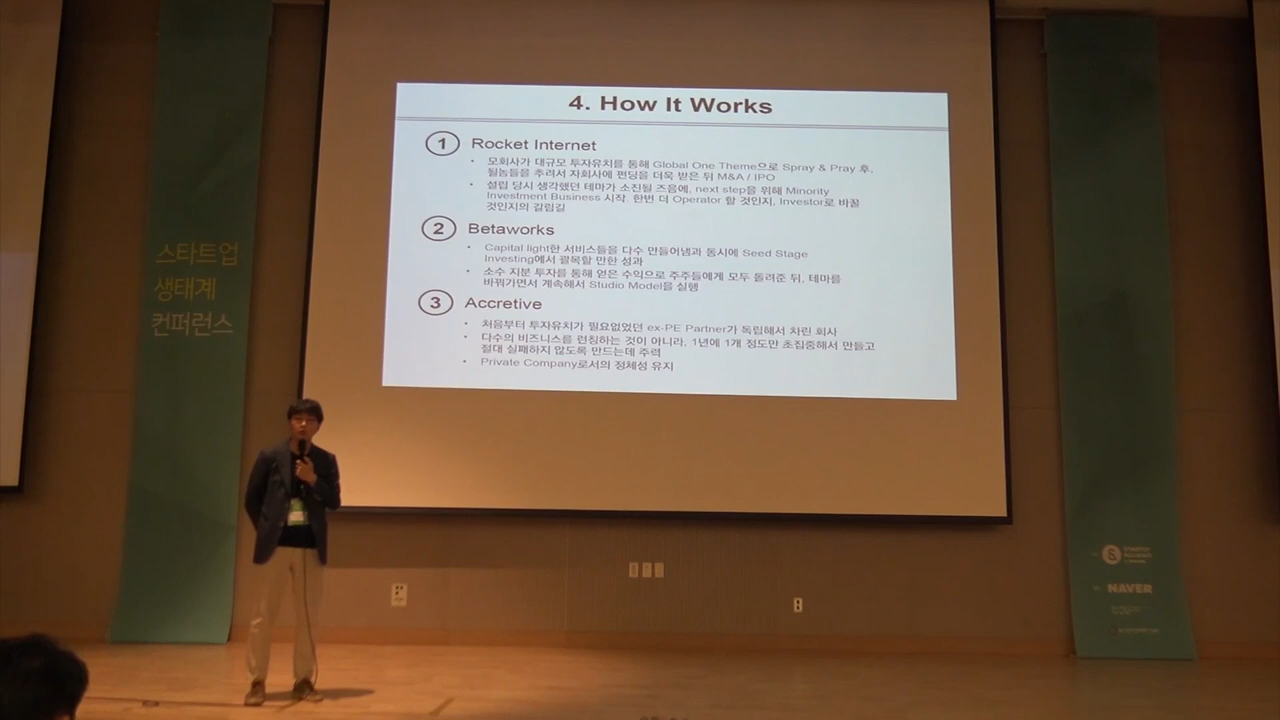 4. How It Works
1 Rocket Internet
• 모회사가 대규모 투자유치를 통해 Global One Theme으로 Spray & Pray 후,
될놈들을 추려서 자회사에 펀딩을 더욱 받은 뒤 M&A / IPO
• 설립 당시 생각했던 테마가 소진될 즈음에, next step을 위해 Minority
Investment Business 시작. 한번 더 Operator 할 것인지, Investor로 바꿀
것인지의 갈림길
2 Betaworks
• Capital light한 서비스들을 다수 만들어냄과 동시에 Seed Stage
Investing에서 괄목할 만한 성과
• 소수 지분 투자를 통해 얻은 수익으로 주주들에게 모두 돌려준 뒤, 테마를
바꿔가면서 계속해서 Studio Model을 실행
3 Accretive
• 처음부터 투자유치가 필요없었던 ex-PE Partner가 독립해서 차린 회사
• 다수의 비즈니스를 런칭하는 것이 아니라, 1년에 1개 정도만 초집중해서 만들고
절대 실패하지 않도록 만드는데 주력
• Private Company로서의 정체성 유지
스타트업
생태계
컨퍼런스
STARTUP
ALLIANCE
NAVER